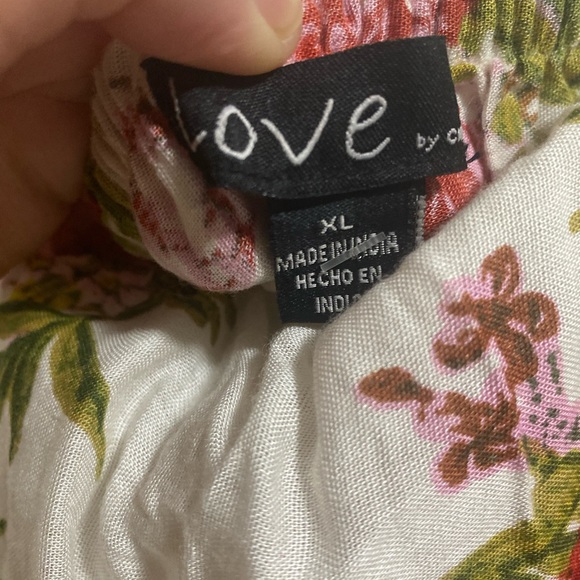 Love
by
XL
MADE IN INDIA
HECHO EN
INDIA